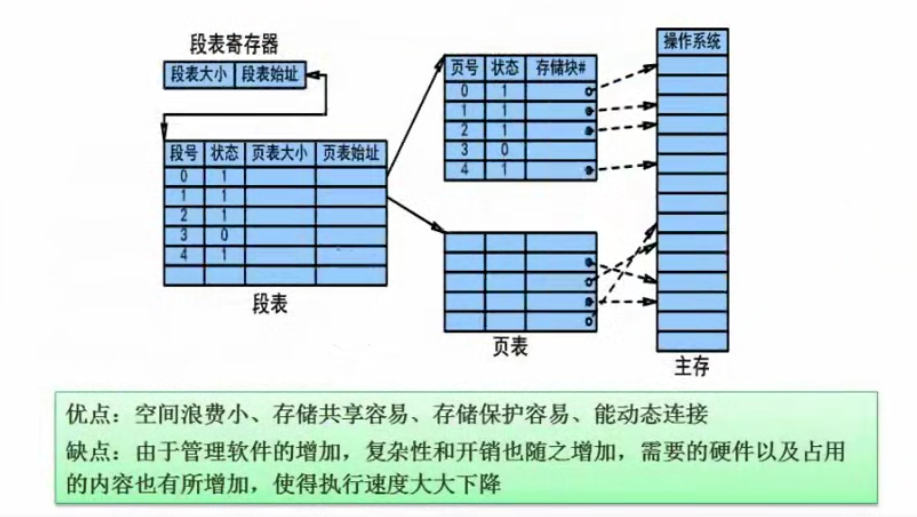 段表寄存器
段表大小 段表始址
段号 状态 页表大小 页表始址
0 1
1 1
2 1
3 0
4 1
段表
页号 状态 存储块#
0 1
1 1
2 1
3 0
4 1
页表
操作系统
主存
优点：空间浪费小、存储共享容易、存储保护容易、能动态连接
缺点：由于管理软件的增加，复杂性和开销也随之增加，需要的硬件以及占用
的内容也有所增加，使得执行速度大大下降